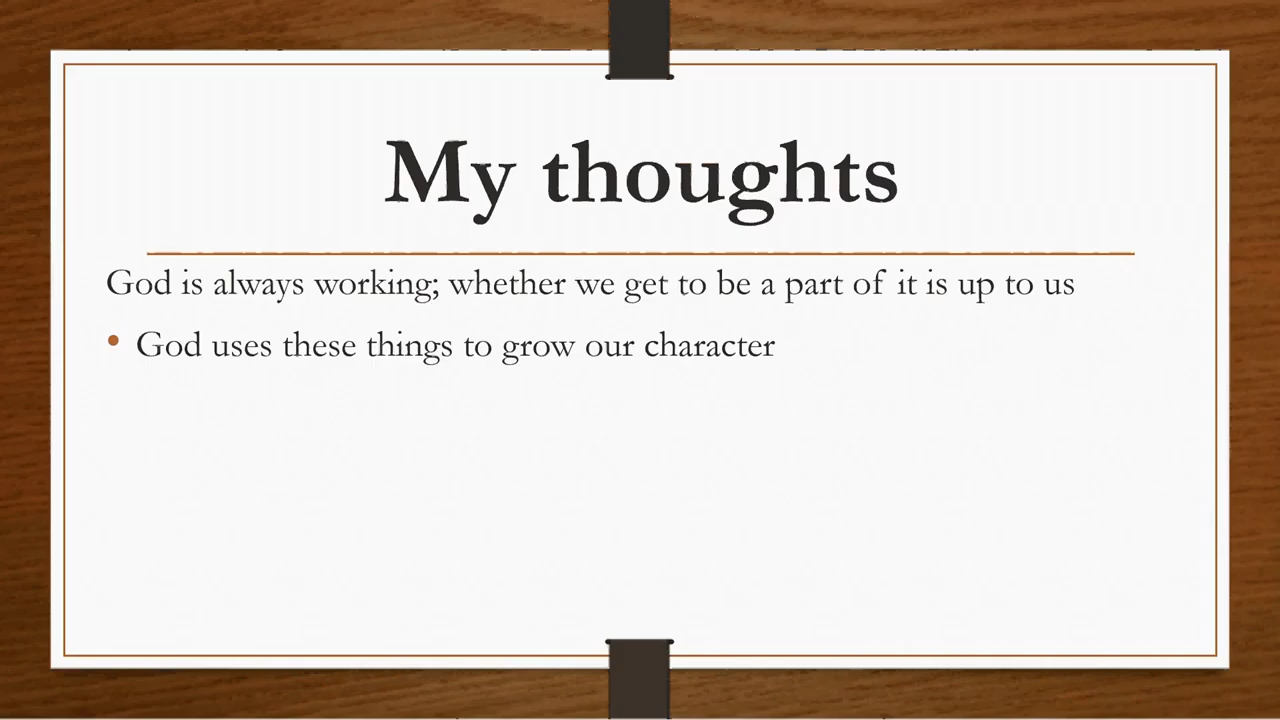 My thoughts
God is always working; whether we get to be a part of it is up to us
• God uses these things to grow our character